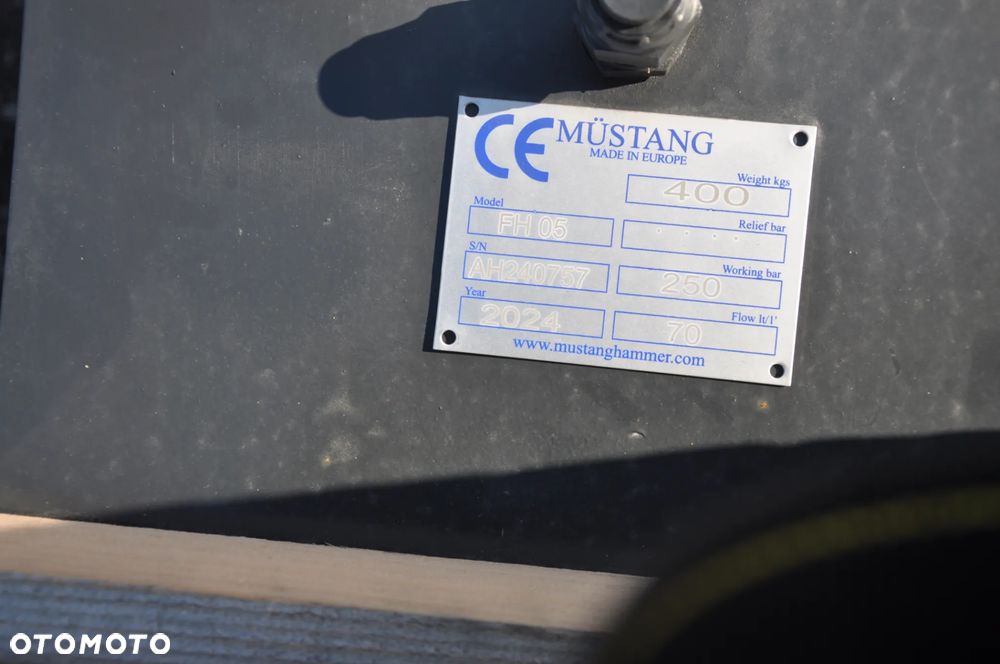 CE MÜSTANG
MADE IN EUROPE
Weight kgs
400
Model
FH 05
Relief bar
- - - - -
S/N
AH240757
Working bar
250
Year
2024
Flow lt/1'
70
www.mustanghammer.com
OTOMOTO